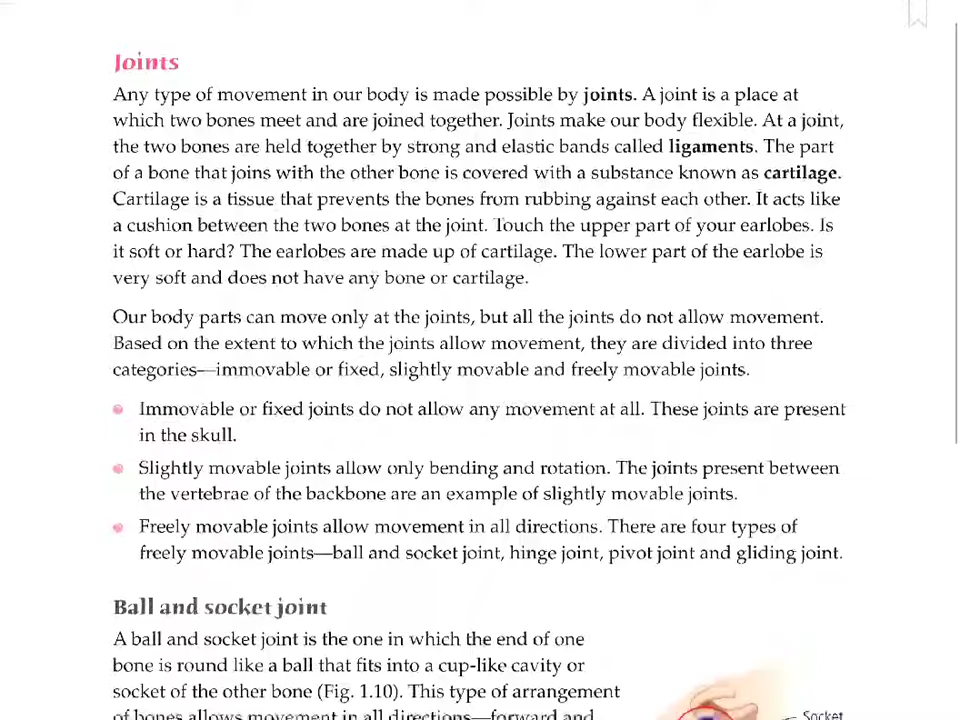 Joints
Any type of movement in our body is made possible by joints. A joint is a place at
which two bones meet and are joined together. Joints make our body flexible. At a joint,
the two bones are held together by strong and elastic bands called ligaments. The part
of a bone that joins with the other bone is covered with a substance known as cartilage.
Cartilage is a tissue that prevents the bones from rubbing against each other. It acts like
a cushion between the two bones at the joint. Touch the upper part of your earlobes. Is
it soft or hard? The earlobes are made up of cartilage. The lower part of the earlobe is
very soft and does not have any bone or cartilage.
Our body parts can move only at the joints, but all the joints do not allow movement.
Based on the extent to which the joints allow movement, they are divided into three
categories—immovable or fixed, slightly movable and freely movable joints.
Immovable or fixed joints do not allow any movement at all. These joints are present
in the skull.
Slightly movable joints allow only bending and rotation. The joints present between
the vertebrae of the backbone are an example of slightly movable joints.
Freely movable joints allow movement in all directions. There are four types of
freely movable joints—ball and socket joint, hinge joint, pivot joint and gliding joint.
Ball and socket joint
A ball and socket joint is the one in which the end of one
bone is round like a ball that fits into a cup-like cavity or
socket of the other bone (Fig. 1.10). This type of arrangement
of bones allows movement in all directions—forward and
Socket